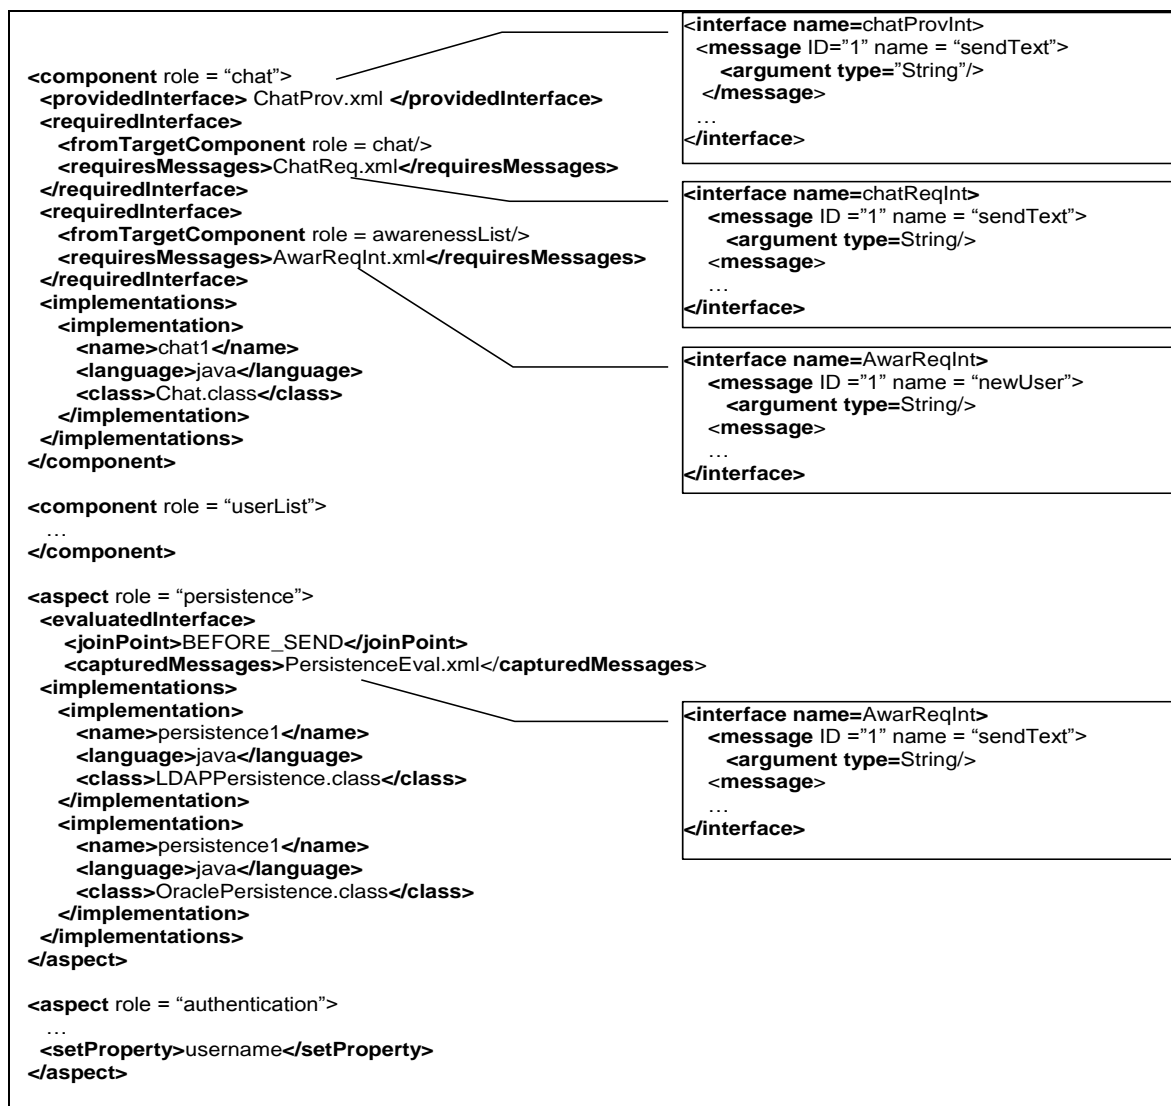 <component role = “chat”>
<providedInterface> ChatProv.xml </providedInterface>
<requiredInterface>
<fromTargetComponent role = chat/>
<requiresMessages>ChatReq.xml</requiresMessages>
</requiredInterface>
<requiredInterface>
<fromTargetComponent role = awarenessList/>
<requiresMessages>AwarReqInt.xml</requiresMessages>
</requiredInterface>
<implementations>
<implementation>
<name>chat1</name>
<language>java</language>
<class>Chat.class</class>
</implementation>
</implementations>
</component>
<component role = “userList”>
…
</component>
<aspect role = “persistence”>
<evaluatedInterface>
<joinPoint>BEFORE_SEND</joinPoint>
<capturedMessages>PersistenceEval.xml</capturedMessages>
<implementations>
<implementation>
<name>persistence1</name>
<language>java</language>
<class>LDAPPersistence.class</class>
</implementation>
<implementation>
<name>persistence1</name>
<language>java</language>
<class>OraclePersistence.class</class>
</implementation>
</implementations>
</aspect>
<aspect role = “authentication”>
…
<setProperty>username</setProperty>
</aspect>
<interface name=chatProvInt>
<message ID=”1” name = “sendText”>
<argument type=”String”/>
</message>
…
</interface>
<interface name=chatReqInt>
<message ID =”1” name = “sendText”>
<argument type=String/>
<message>
…
</interface>
<interface name=AwarReqInt>
<message ID =”1” name = “newUser”>
<argument type=String/>
<message>
…
</interface>
<interface name=AwarReqInt>
<message ID =”1” name = “sendText”>
<argument type=String/>
<message>
…
</interface>